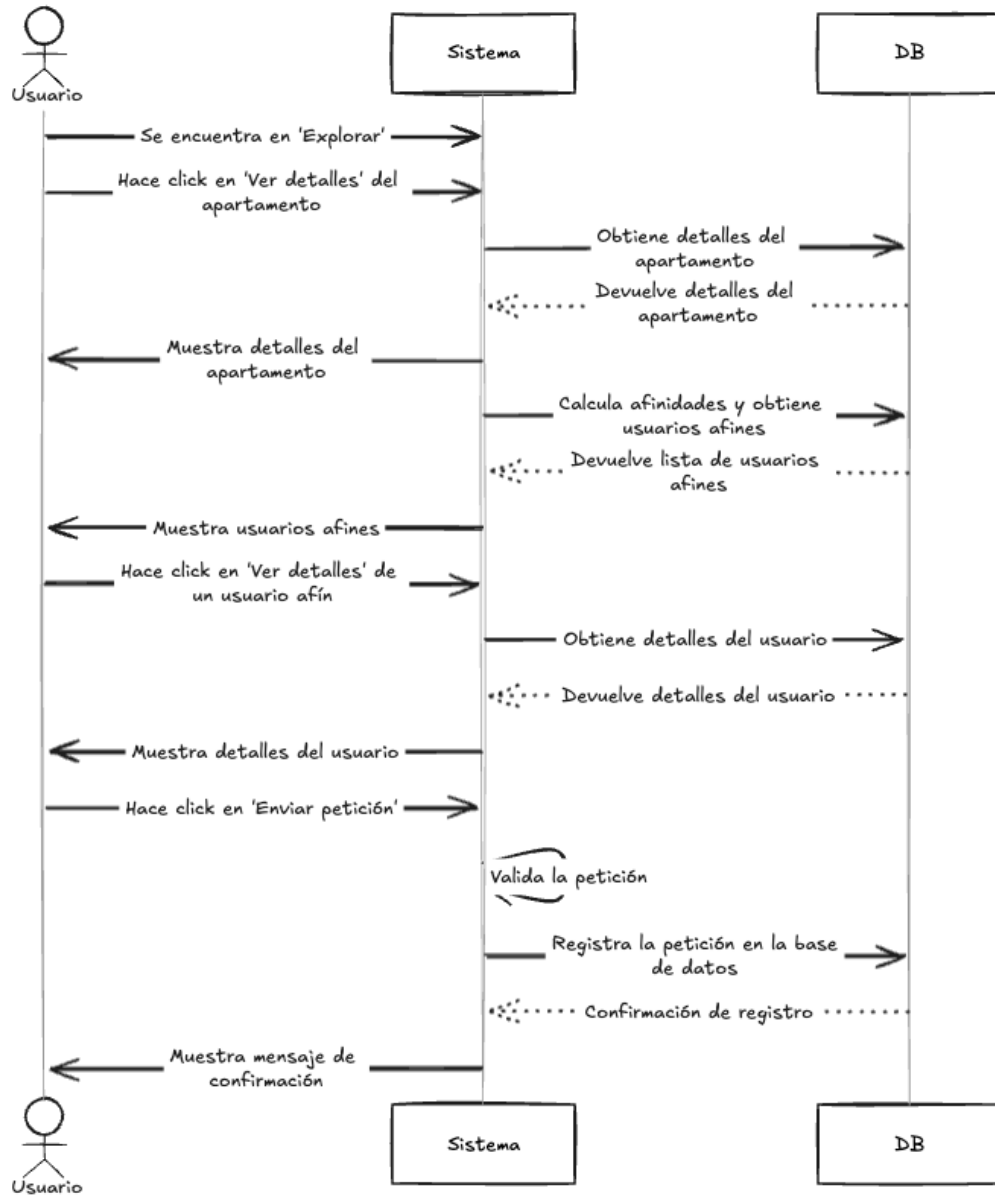 Usuario
Sistema
DB
Se encuentra en 'Explorar'
Hace click en 'Ver detalles' del
apartamento
Obtiene detalles del
apartamento
Devuelve detalles del
apartamento
Muestra detalles del
apartamento
Calcula afinidades y obtiene
usuarios afines
Devuelve lista de usuarios
afines
Muestra usuarios afines
Hace click en 'Ver detalles' de
un usuario afín
Obtiene detalles del usuario
Devuelve detalles del usuario
Muestra detalles del usuario
Hace click en 'Enviar petición'
Valida la petición
Registra la petición en la base
de datos
Confirmación de registro
Muestra mensaje de
confirmación
Usuario
Sistema
DB